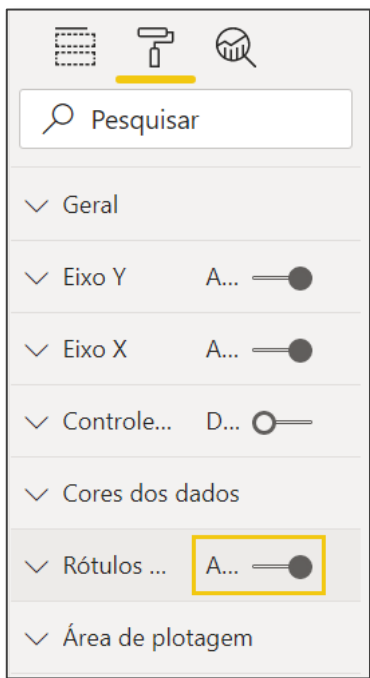 Pesquisar
Geral
Eixo Y A...
Eixo X A...
Controle... D...
Cores dos dados
Rótulos ... A...
Área de plotagem